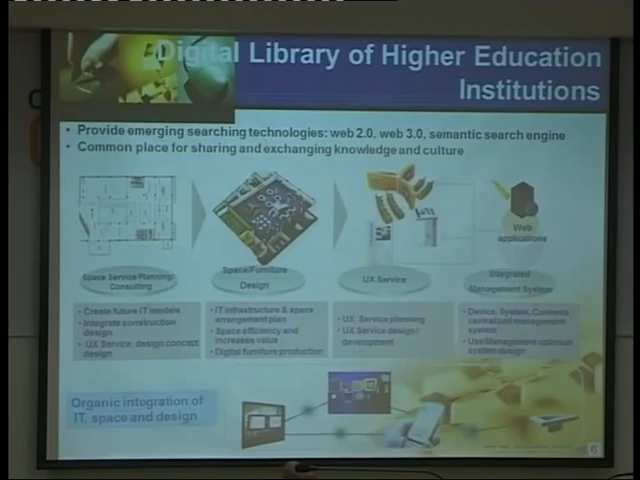 Digital Library of Higher Education
Institutions
• Provide emerging searching technologies: web 2.0, web 3.0, semantic search engine
• Common place for sharing and exchanging knowledge and culture
Web
applications
Space Service Planning/
Consulting
Space/Furniture
Design
UX Service
Integrated
Management System
• Create future IT models
• Integrate construction
design
• UX Service, design concept
design
• IT infrastructure & space
arrangement plan
• Space efficiency and
increases value
• Digital furniture production
• UX Service planning
• UX Service design /
development
• Device, System, Contents
centralized management
system
• Use/Management common
system design
Organic integration of
IT, space and design
6